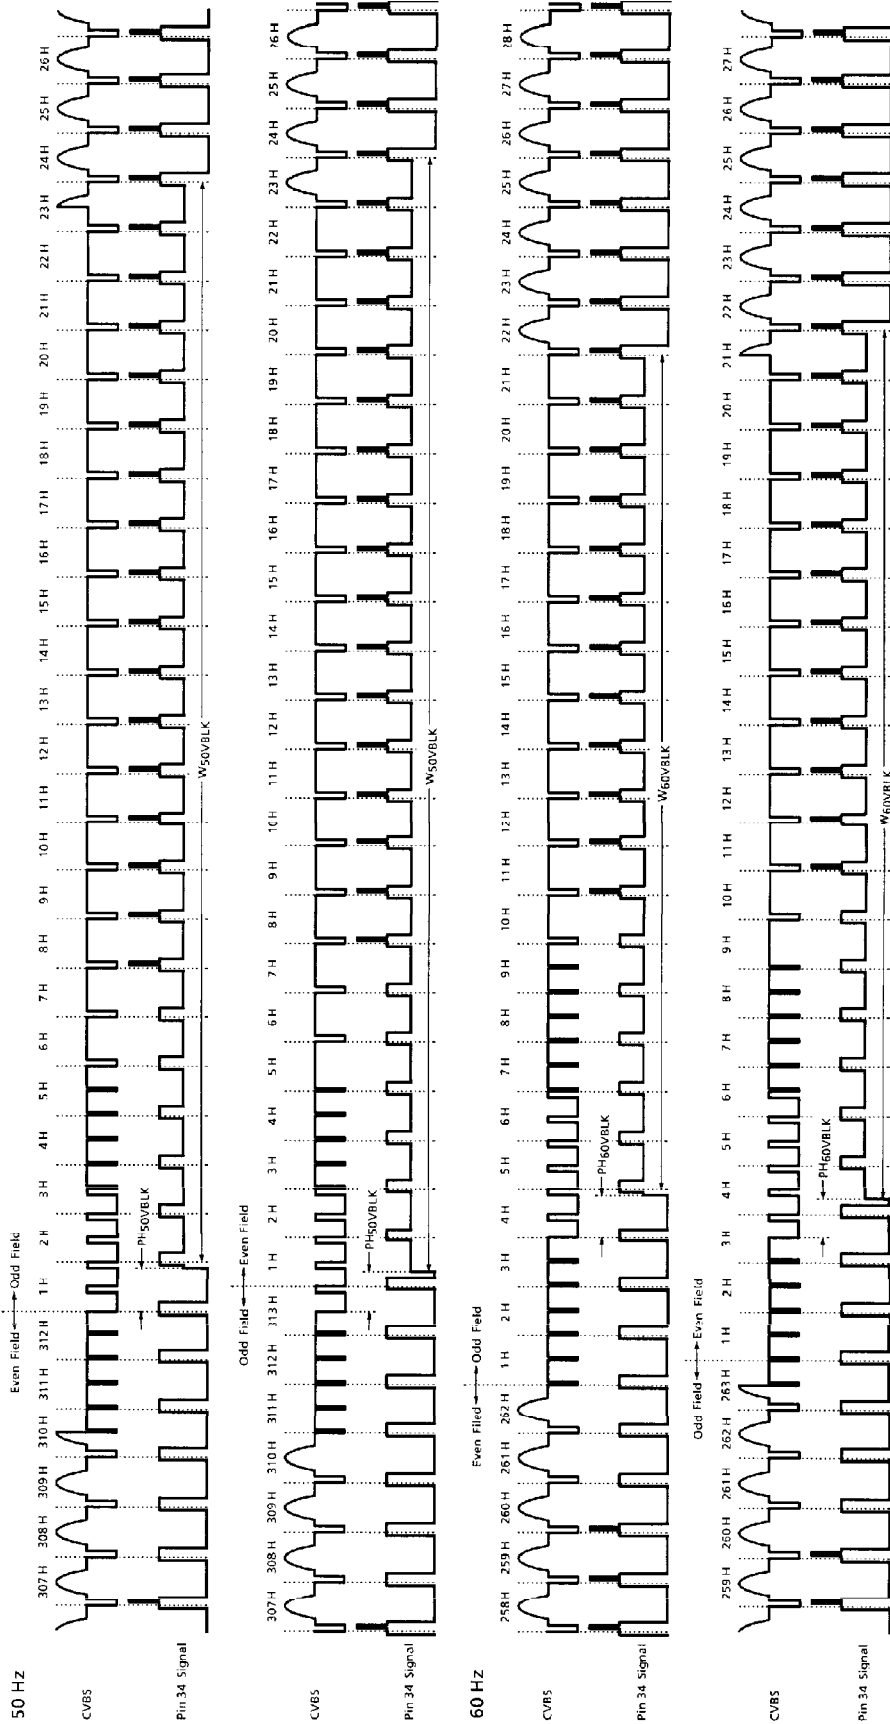 50 Hz
Even Field Odd Field
307 H 308 H 309 H 310 H 311 H 312 H 1 H 2 H 3 H 4 H 5 H 6 H 7 H 8 H 9 H 10 H 11 H 12 H 13 H 14 H 15 H 16 H 17 H 18 H 19 H 20 H 21 H 22 H 23 H 24 H 25 H 26 H
CVBS
PH50VBLK
Pin 34 Signal
W50VBLK
Odd Field Even Field
307 H 308 H 309 H 310 H 311 H 312 H 313 H 1 H 2 H 3 H 4 H 5 H 6 H 7 H 8 H 9 H 10 H 11 H 12 H 13 H 14 H 15 H 16 H 17 H 18 H 19 H 20 H 21 H 22 H 23 H 24 H 25 H 26 H
CVBS
PH50VBLK
Pin 34 Signal
W50VBLK
60 Hz
Even Filed Odd Field
258 H 259 H 260 H 261 H 262 H 1 H 2 H 3 H 4 H 5 H 6 H 7 H 8 H 9 H 10 H 11 H 12 H 13 H 14 H 15 H 16 H 17 H 18 H 19 H 20 H 21 H 22 H 23 H 24 H 25 H 26 H 27 H 28 H
CVBS
PH60VBLK
Pin 34 Signal
W60VBLK
Odd Field Even Field
259 H 260 H 261 H 262 H 263 H 1 H 2 H 3 H 4 H 5 H 6 H 7 H 8 H 9 H 10 H 11 H 12 H 13 H 14 H 15 H 16 H 17 H 18 H 19 H 20 H 21 H 22 H 23 H 24 H 25 H 26 H 27 H
CVBS
PH60VBLK
Pin 34 Signal
W60VBLK